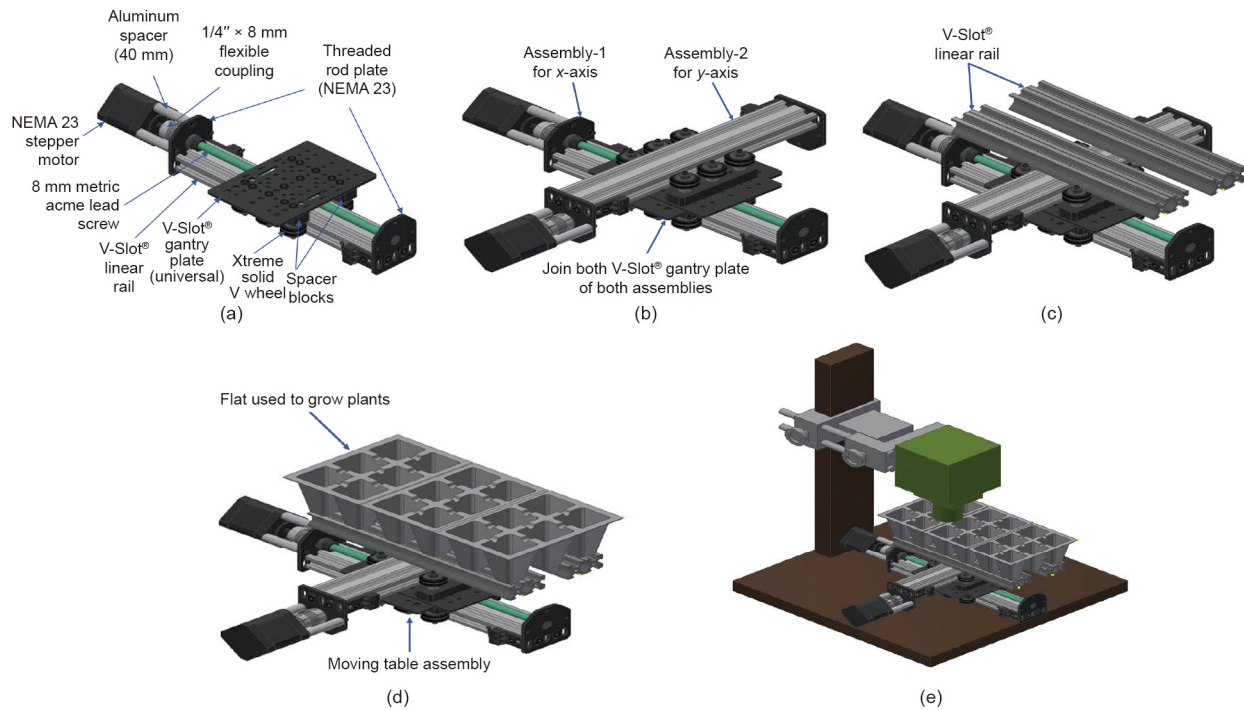 Aluminum
spacer
(40 mm)
1/4″ × 8 mm
flexible
coupling
Threaded
rod plate
(NEMA 23)
NEMA 23
stepper
motor
8 mm metric
acme lead
screw
V-Slot®
linear
rail
V-Slot®
gantry
plate
(universal)
Xtreme
solid
V wheel
Spacer
blocks
(a)
Assembly-1
for x-axis
Assembly-2
for y-axis
Join both V-Slot® gantry plate
of both assemblies
(b)
V-Slot®
linear rail
(c)
Flat used to grow plants
Moving table assembly
(d)
(e)